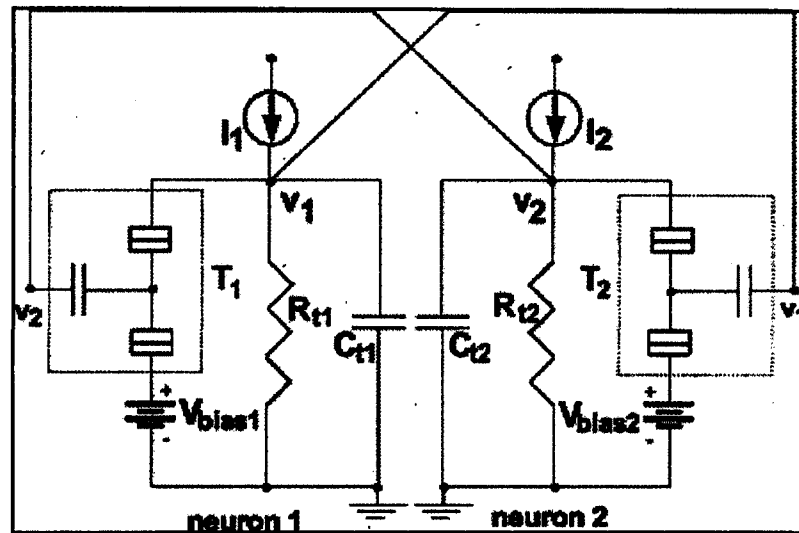 I1
I2
v1
v2
v2
T1
Rt1
Ct1
Ct2
Rt2
T2
+
Vbias1
-
+
Vbias2
-
neuron 1
neuron 2